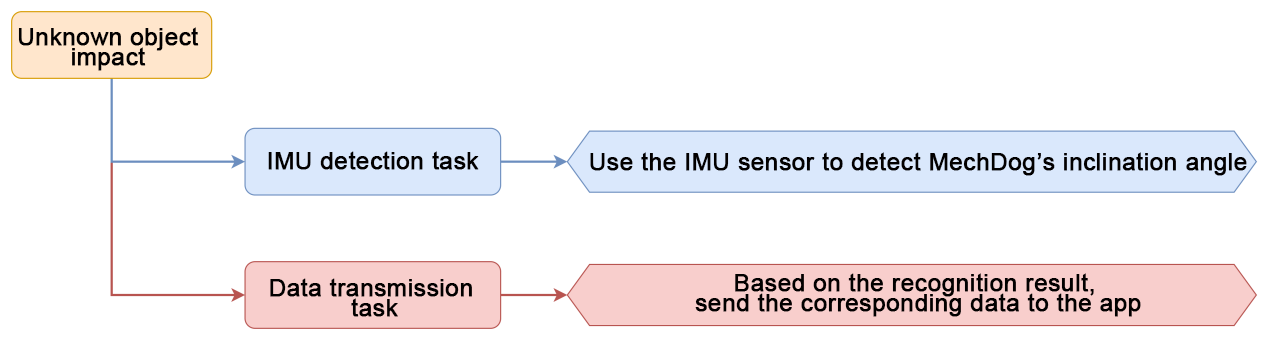 Unknown object
impact
IMU detection task
Use the IMU sensor to detect MechDog’s inclination angle
Data transmission
task
Based on the recognition result,
send the corresponding data to the app